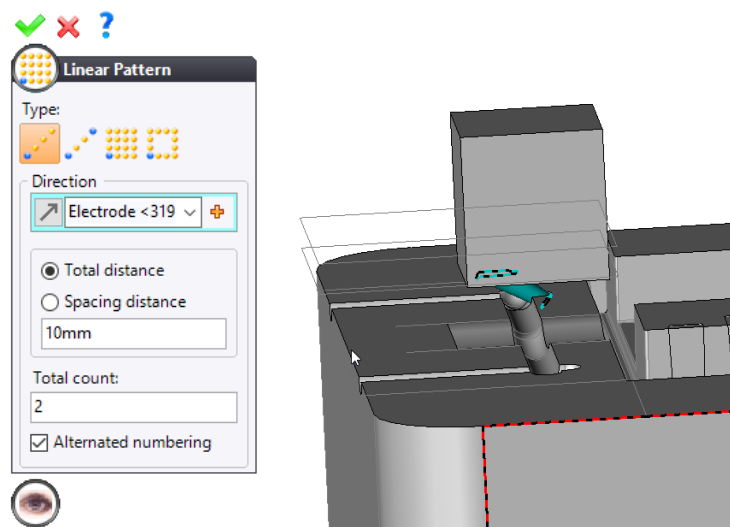 ?
Linear Pattern
Type:
Direction
Electrode <319
Total distance
Spacing distance
10mm
Total count:
2
Alternated numbering